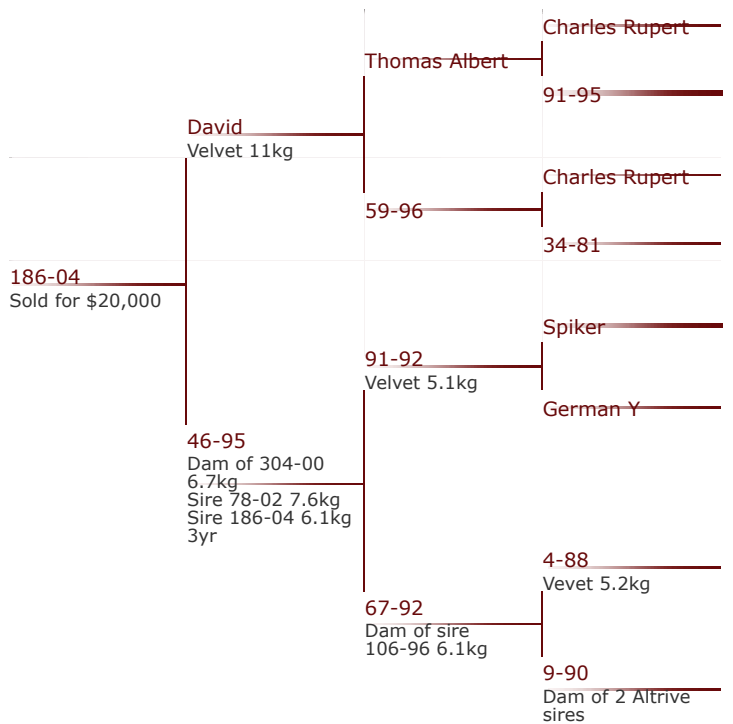 Charles Rupert
Thomas Albert
91-95
David
Velvet 11kg
Charles Rupert
59-96
34-81
186-04
Sold for $20,000
Spiker
91-92
Velvet 5.1kg
German Y
46-95
Dam of 304-00
6.7kg
Sire 78-02 7.6kg
Sire 186-04 6.1kg
3yr
4-88
Vevet 5.2kg
67-92
Dam of sire
106-96 6.1kg
9-90
Dam of 2 Altrive
sires